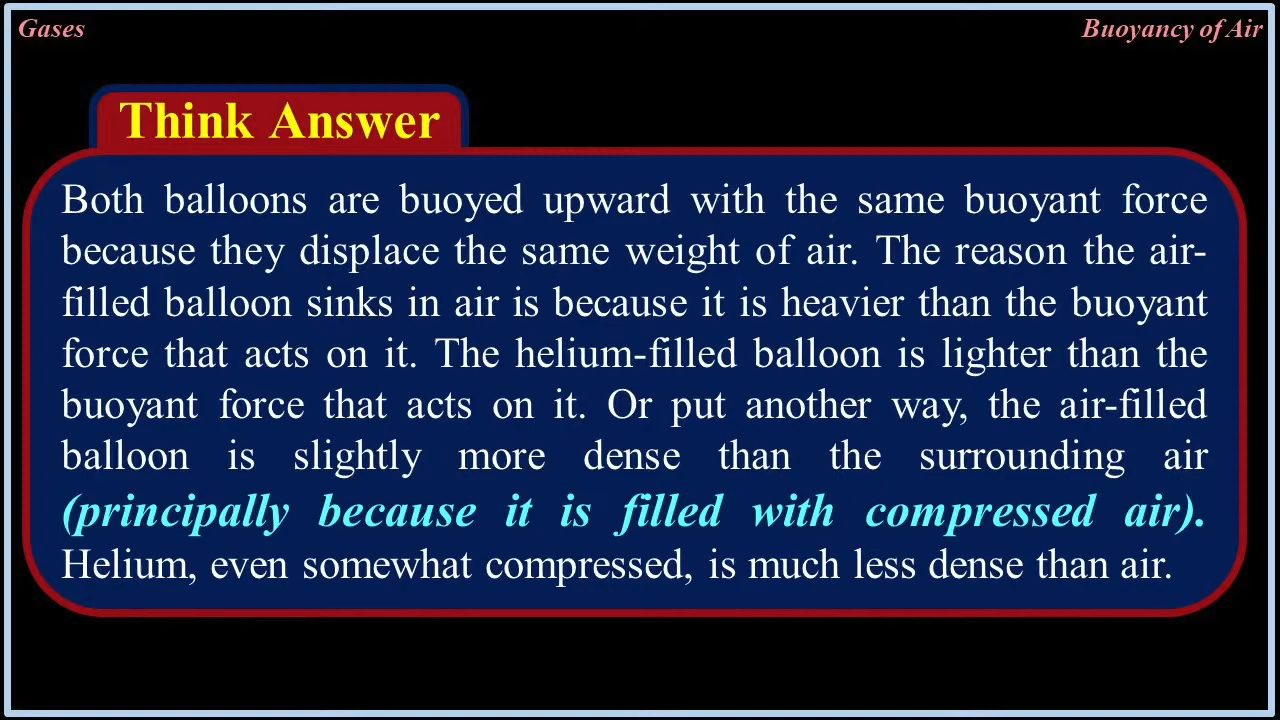 Gases
Buoyancy of Air
Think Answer
Both balloons are buoyed upward with the same buoyant force
because they displace the same weight of air. The reason the air-
filled balloon sinks in air is because it is heavier than the buoyant
force that acts on it. The helium-filled balloon is lighter than the
buoyant force that acts on it. Or put another way, the air-filled
balloon is slightly more dense than the surrounding air
(principally because it is filled with compressed air).
Helium, even somewhat compressed, is much less dense than air.